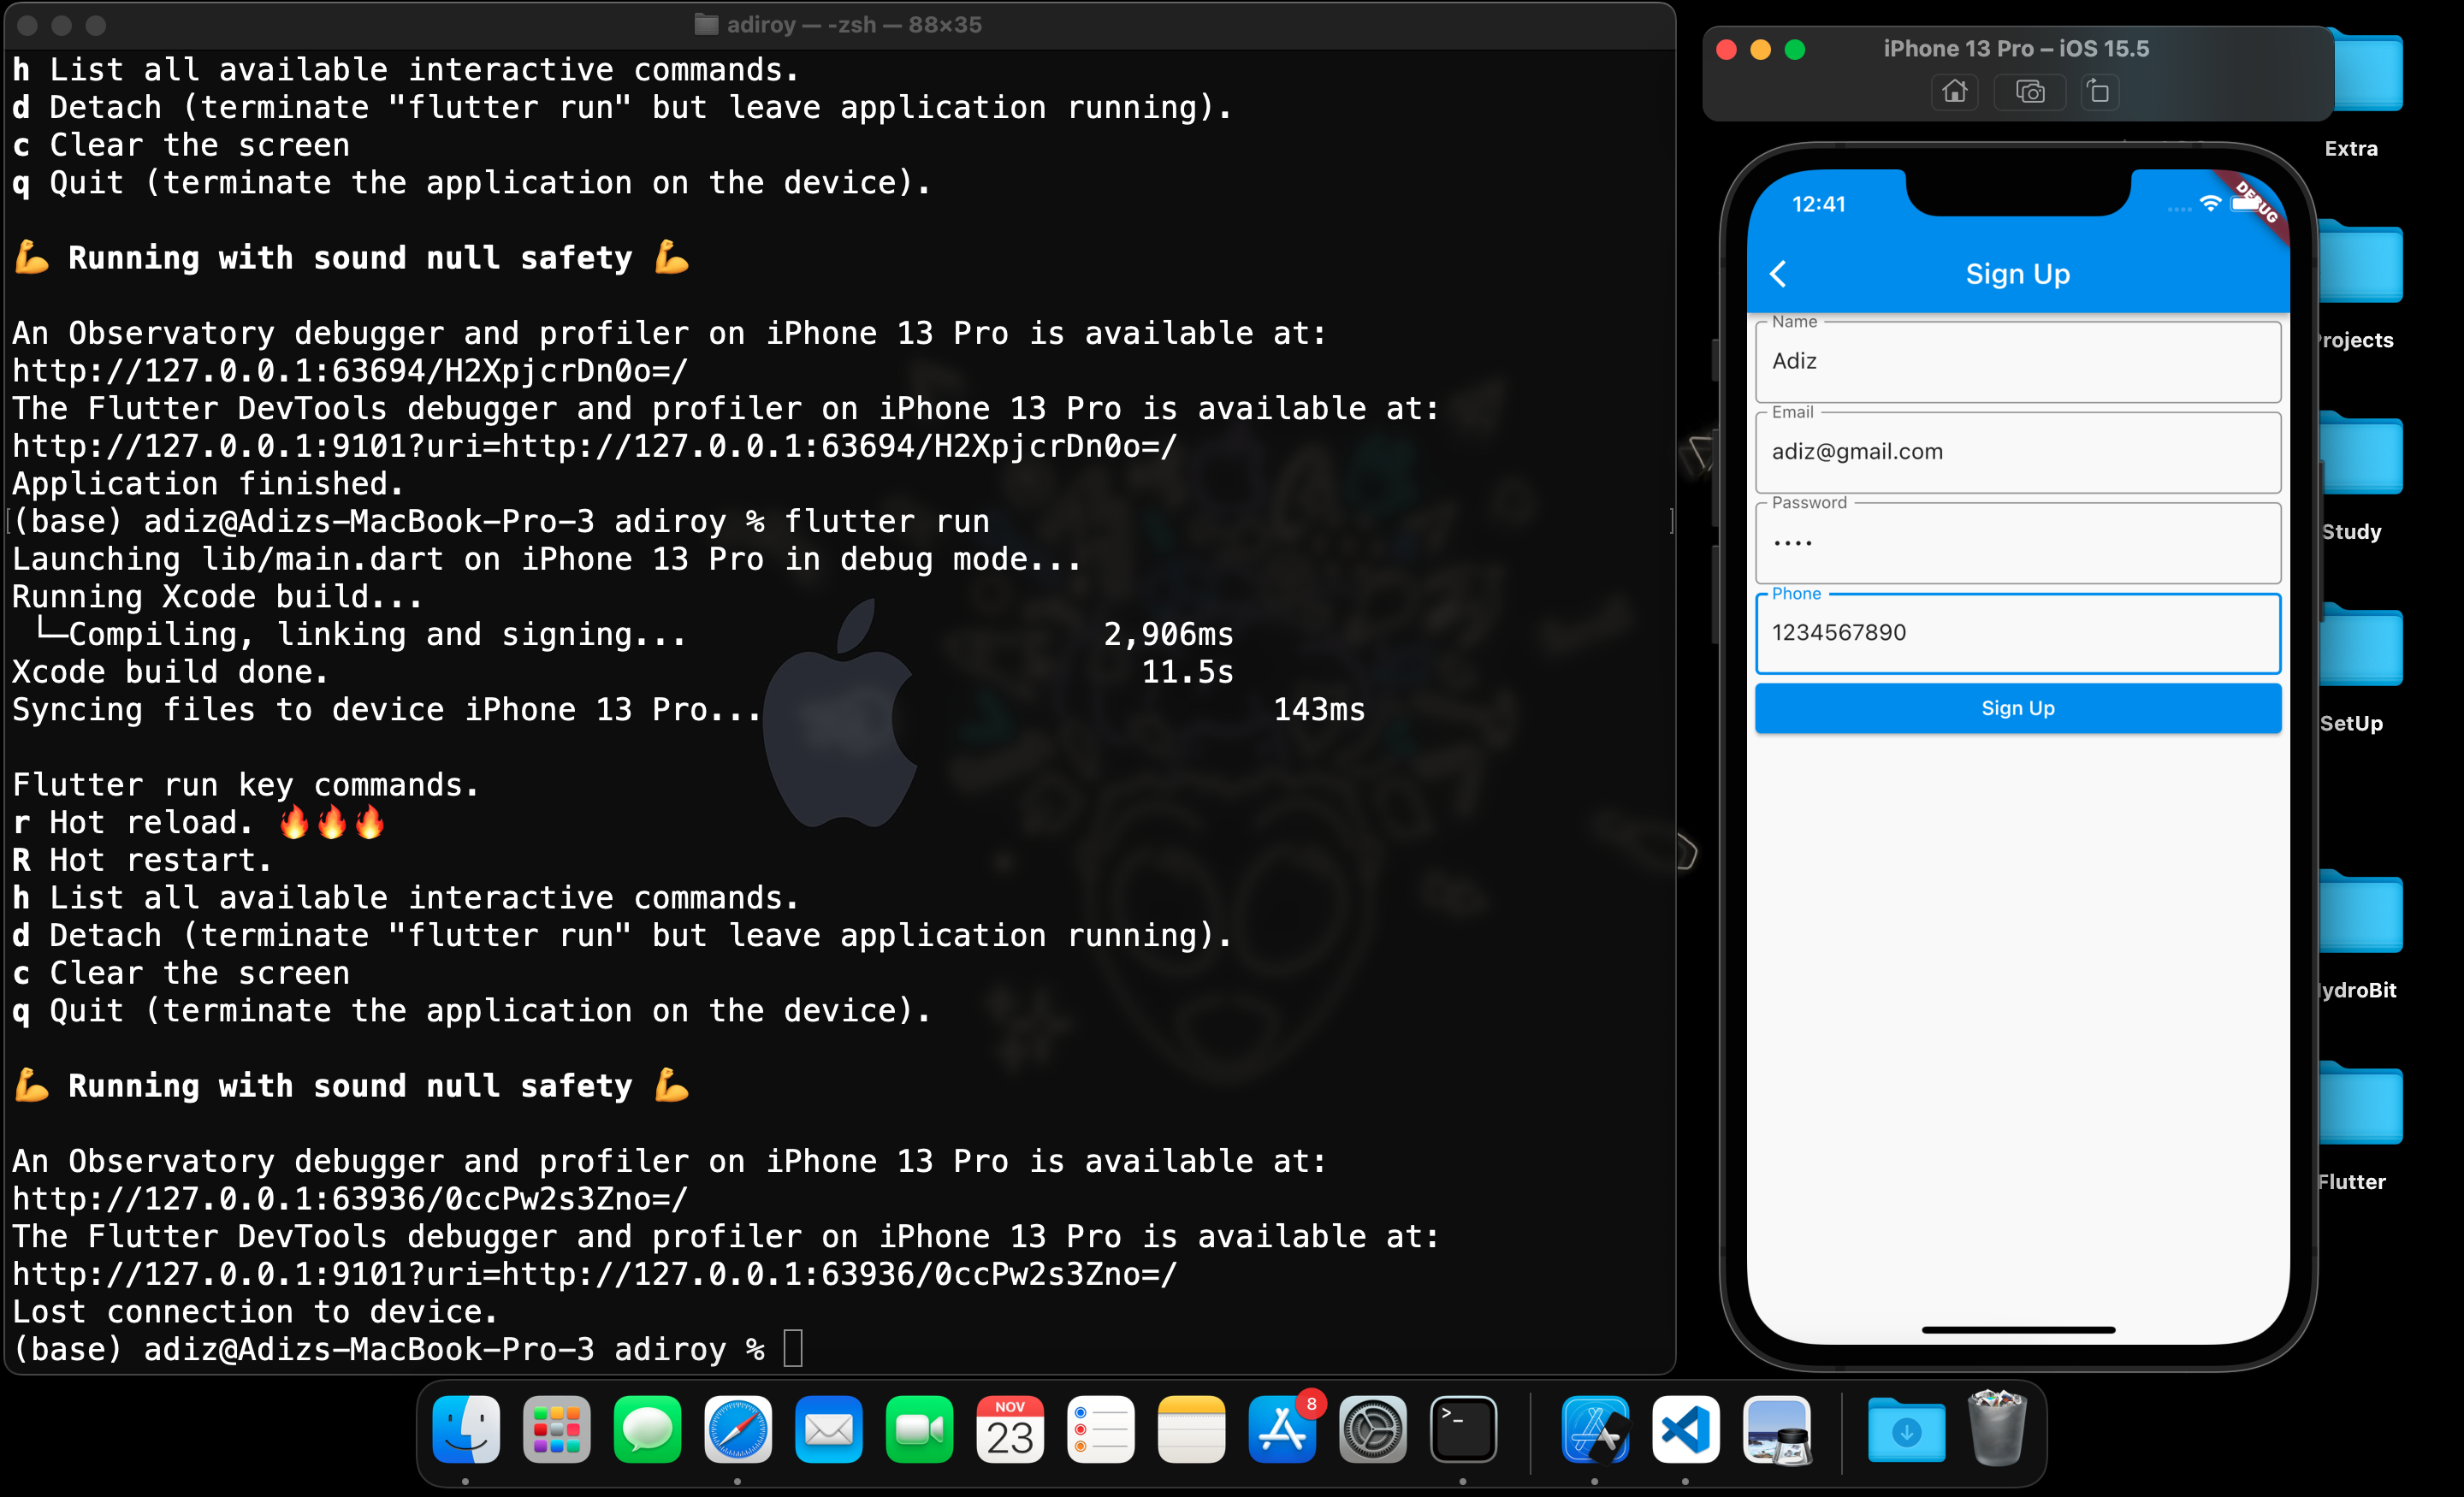 adiroy — -zsh — 88×35
h List all available interactive commands.
d Detach (terminate "flutter run" but leave application running).
c Clear the screen
q Quit (terminate the application on the device).
💪 Running with sound null safety 💪
An Observatory debugger and profiler on iPhone 13 Pro is available at:
http://127.0.0.1:63694/H2XpjcrDn0o=/
The Flutter DevTools debugger and profiler on iPhone 13 Pro is available at:
http://127.0.0.1:9101?uri=http://127.0.0.1:63694/H2XpjcrDn0o=/
Application finished.
[(base) adiz@Adizs-MacBook-Pro-3 adiroy % flutter run ]
Launching lib/main.dart on iPhone 13 Pro in debug mode...
Running Xcode build...
└─Compiling, linking and signing... 2,906ms
Xcode build done. 11.5s
Syncing files to device iPhone 13 Pro... 143ms
Flutter run key commands.
r Hot reload. 🔥🔥🔥
R Hot restart.
h List all available interactive commands.
d Detach (terminate "flutter run" but leave application running).
c Clear the screen
q Quit (terminate the application on the device).
💪 Running with sound null safety 💪
An Observatory debugger and profiler on iPhone 13 Pro is available at:
http://127.0.0.1:63936/0ccPw2s3Zno=/
The Flutter DevTools debugger and profiler on iPhone 13 Pro is available at:
http://127.0.0.1:9101?uri=http://127.0.0.1:63936/0ccPw2s3Zno=/
Lost connection to device.
(base) adiz@Adizs-MacBook-Pro-3 adiroy %
iPhone 13 Pro – iOS 15.5
12:41
DEBUG
Sign Up
Name
Adiz
Email
adiz@gmail.com
Password
••••
Phone
1234567890
Sign Up
Extra
rojects
Study
SetUp
ydroBit
Flutter
NOV
23
8
>_